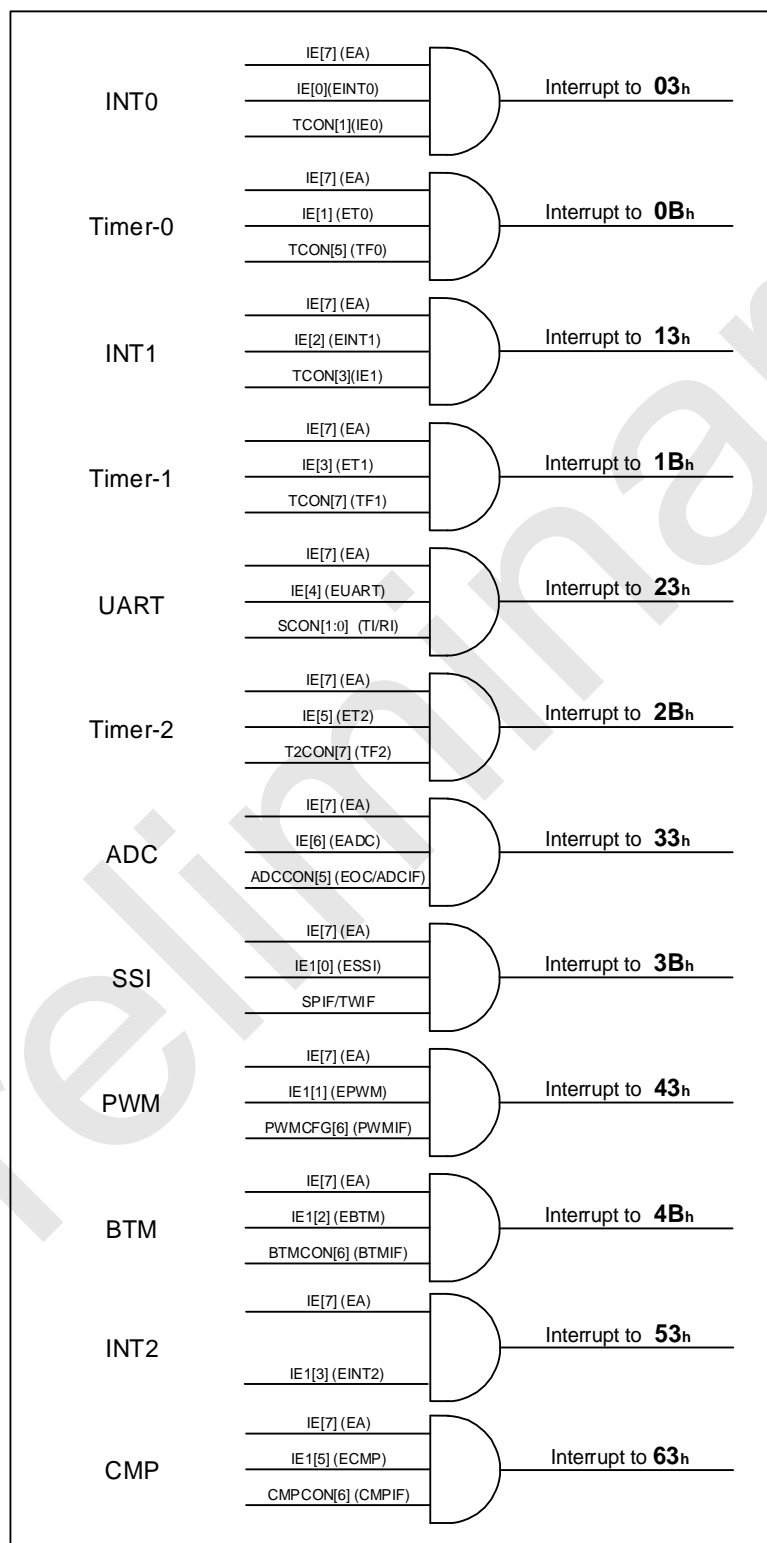 IE[7] (EA)
INT0
IE[0](EINT0)
Interrupt to 03h
TCON[1](IE0)
IE[7] (EA)
Timer-0
IE[1] (ET0)
Interrupt to 0Bh
TCON[5] (TF0)
IE[7] (EA)
INT1
IE[2] (EINT1)
Interrupt to 13h
TCON[3](IE1)
IE[7] (EA)
Timer-1
IE[3] (ET1)
Interrupt to 1Bh
TCON[7] (TF1)
IE[7] (EA)
UART
IE[4] (EUART)
Interrupt to 23h
SCON[1:0] (TI/RI)
IE[7] (EA)
Timer-2
IE[5] (ET2)
Interrupt to 2Bh
T2CON[7] (TF2)
IE[7] (EA)
ADC
IE[6] (EADC)
Interrupt to 33h
ADCCON[5] (EOC/ADCIF)
IE[7] (EA)
SSI
IE1[0] (ESSI)
Interrupt to 3Bh
SPIF/TWIF
IE[7] (EA)
PWM
IE1[1] (EPWM)
Interrupt to 43h
PWMCFG[6] (PWMIF)
IE[7] (EA)
BTM
IE1[2] (EBTM)
Interrupt to 4Bh
BTMCON[6] (BTMIF)
IE[7] (EA)
INT2
Interrupt to 53h
IE1[3] (EINT2)
IE[7] (EA)
CMP
IE1[5] (ECMP)
Interrupt to 63h
CMPCON[6] (CMPIF)